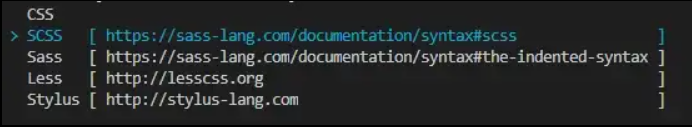 CSS
> SCSS [ https://sass-lang.com/documentation/syntax#scss ]
Sass [ https://sass-lang.com/documentation/syntax#the-indented-syntax ]
Less [ http://lesscss.org ]
Stylus [ http://stylus-lang.com ]